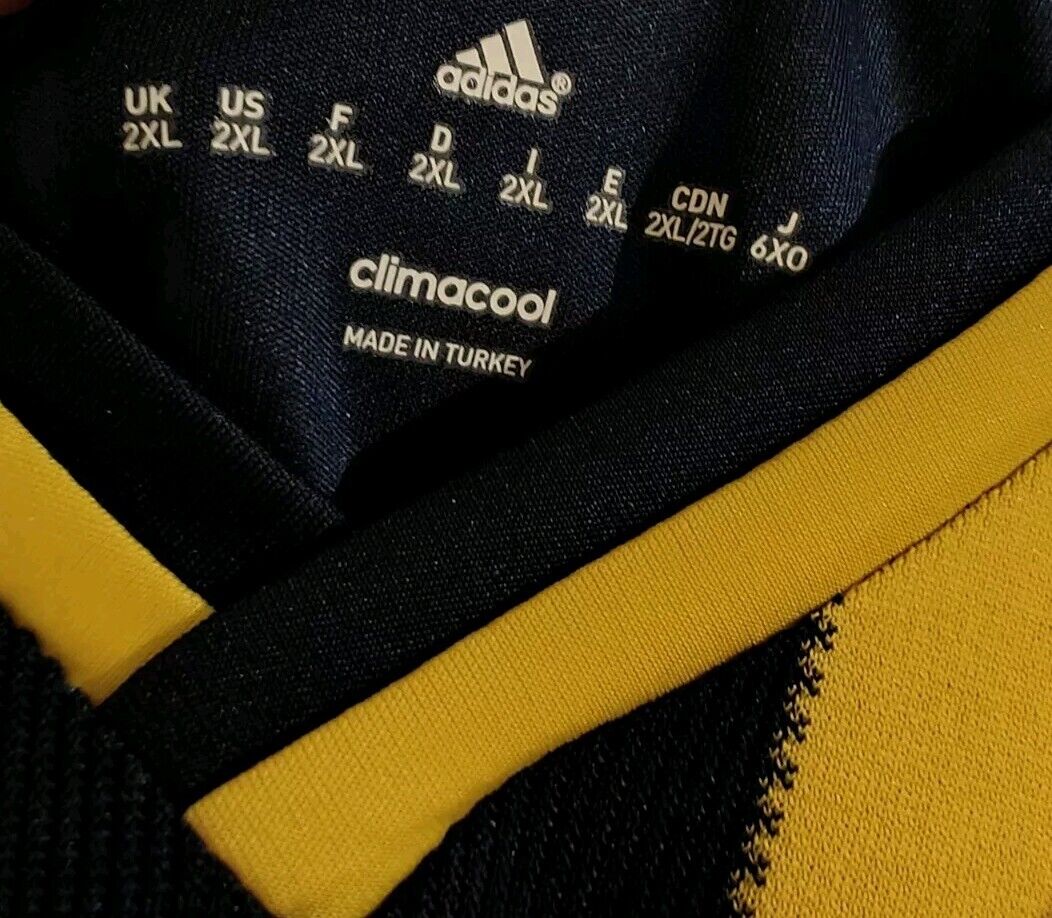 adidas®
UK US F D I E CDN J
2XL 2XL 2XL 2XL 2XL 2XL 2XL/2TG 6XO
climacool
MADE IN TURKEY